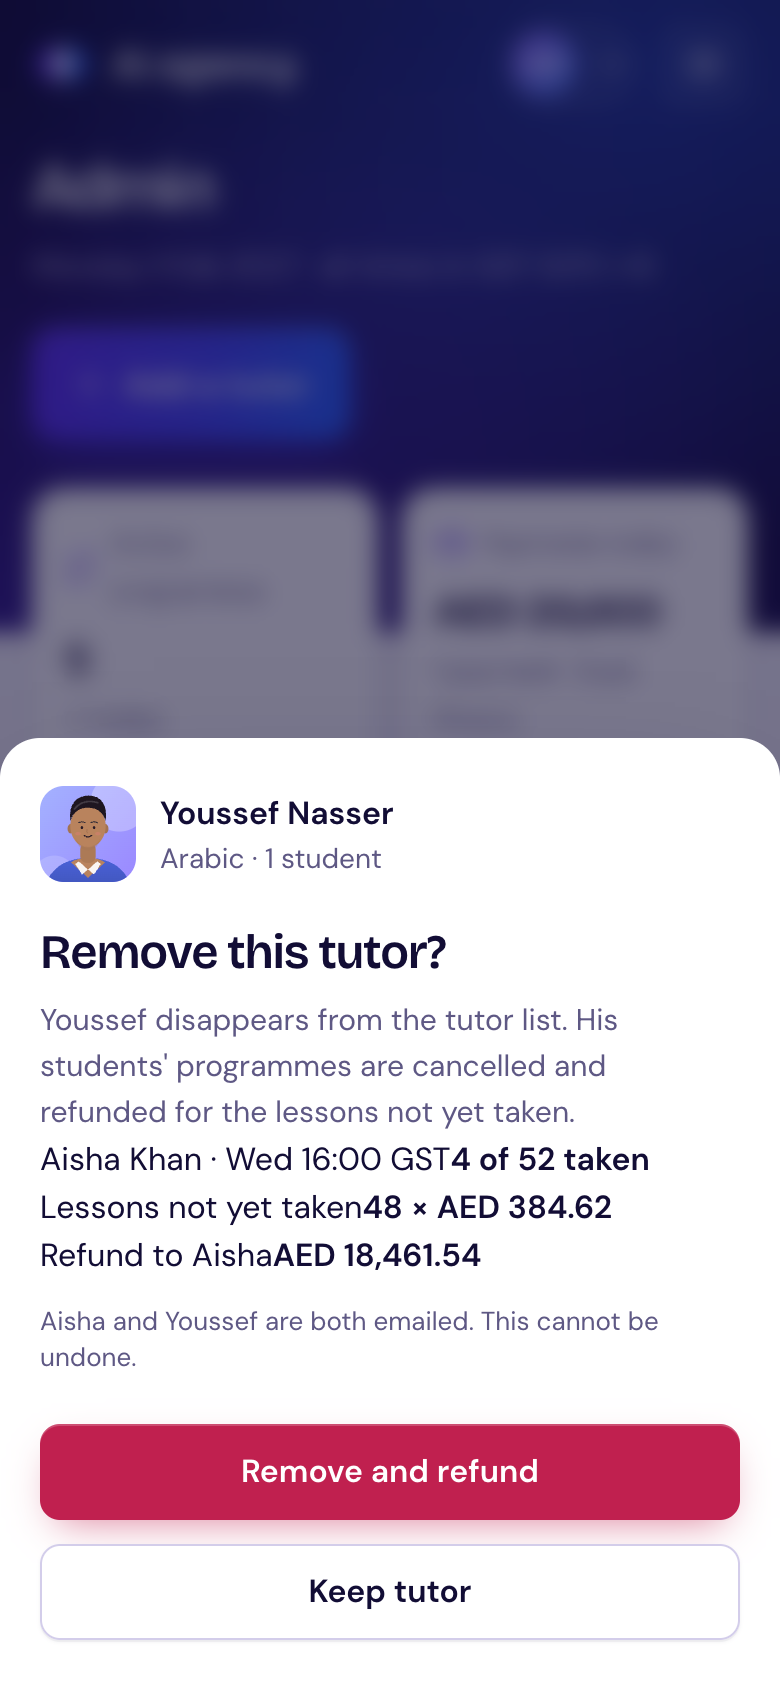 Admin
Youssef Nasser
Arabic · 1 student
Remove this tutor?
Youssef disappears from the tutor list. His
students' programmes are cancelled and
refunded for the lessons not yet taken.
Aisha Khan · Wed 16:00 GST4 of 52 taken
Lessons not yet taken48 × AED 384.62
Refund to AishaAED 18,461.54
Aisha and Youssef are both emailed. This cannot be
undone.
Remove and refund
Keep tutor